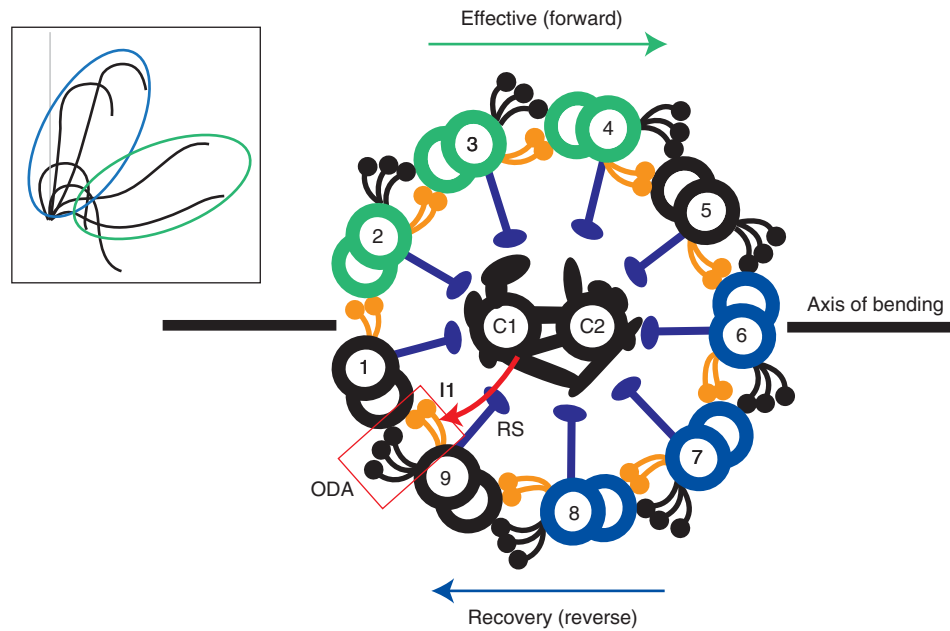 Effective (forward)
3
4
2
5
C1
C2
6
Axis of bending
1
I1
RS
9
7
ODA
8
Recovery (reverse)